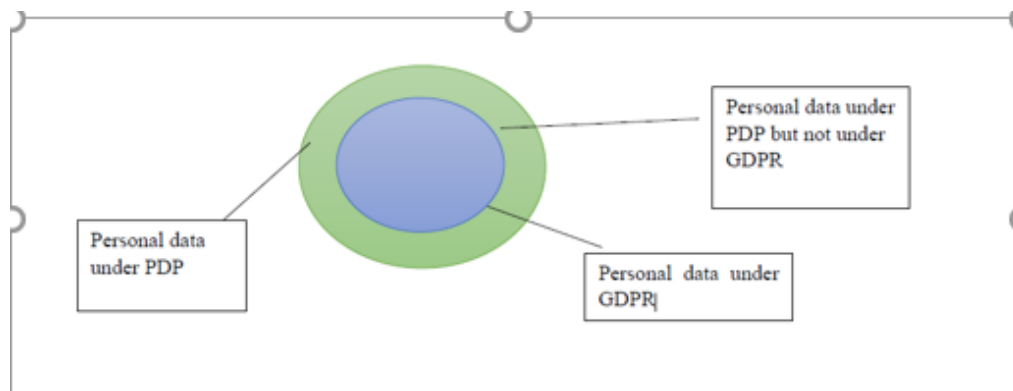 Personal data under
PDP but not under
GDPR
Personal data
under PDP
Personal data under
GDPR